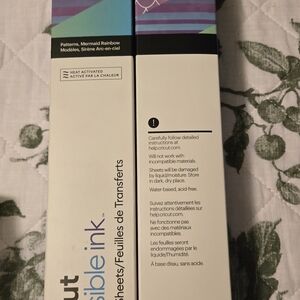 Patterns, Mermaid Rainbow
Modèles, Sirène Arc-en-ciel
HEAT ACTIVATED
ACTIVÉ PAR LA CHALEUR
ut
ible ink™
Sheets/Feuilles de Transferts
Carefully follow detailed
instructions at
help.cricut.com.
Will not work with
incompatible materials.
Sheets will be damaged
by liquid/moisture. Store
in dark, dry place.
Water-based, acid-free.
Suivez attentivement les
instructions détaillées sur
help.cricut.com.
Ne fonctionne pas
avec des matériaux
incompatibles.
Les feuilles seront
endommagées par le
liquide/l'humidité.
À base d'eau, sans acide.